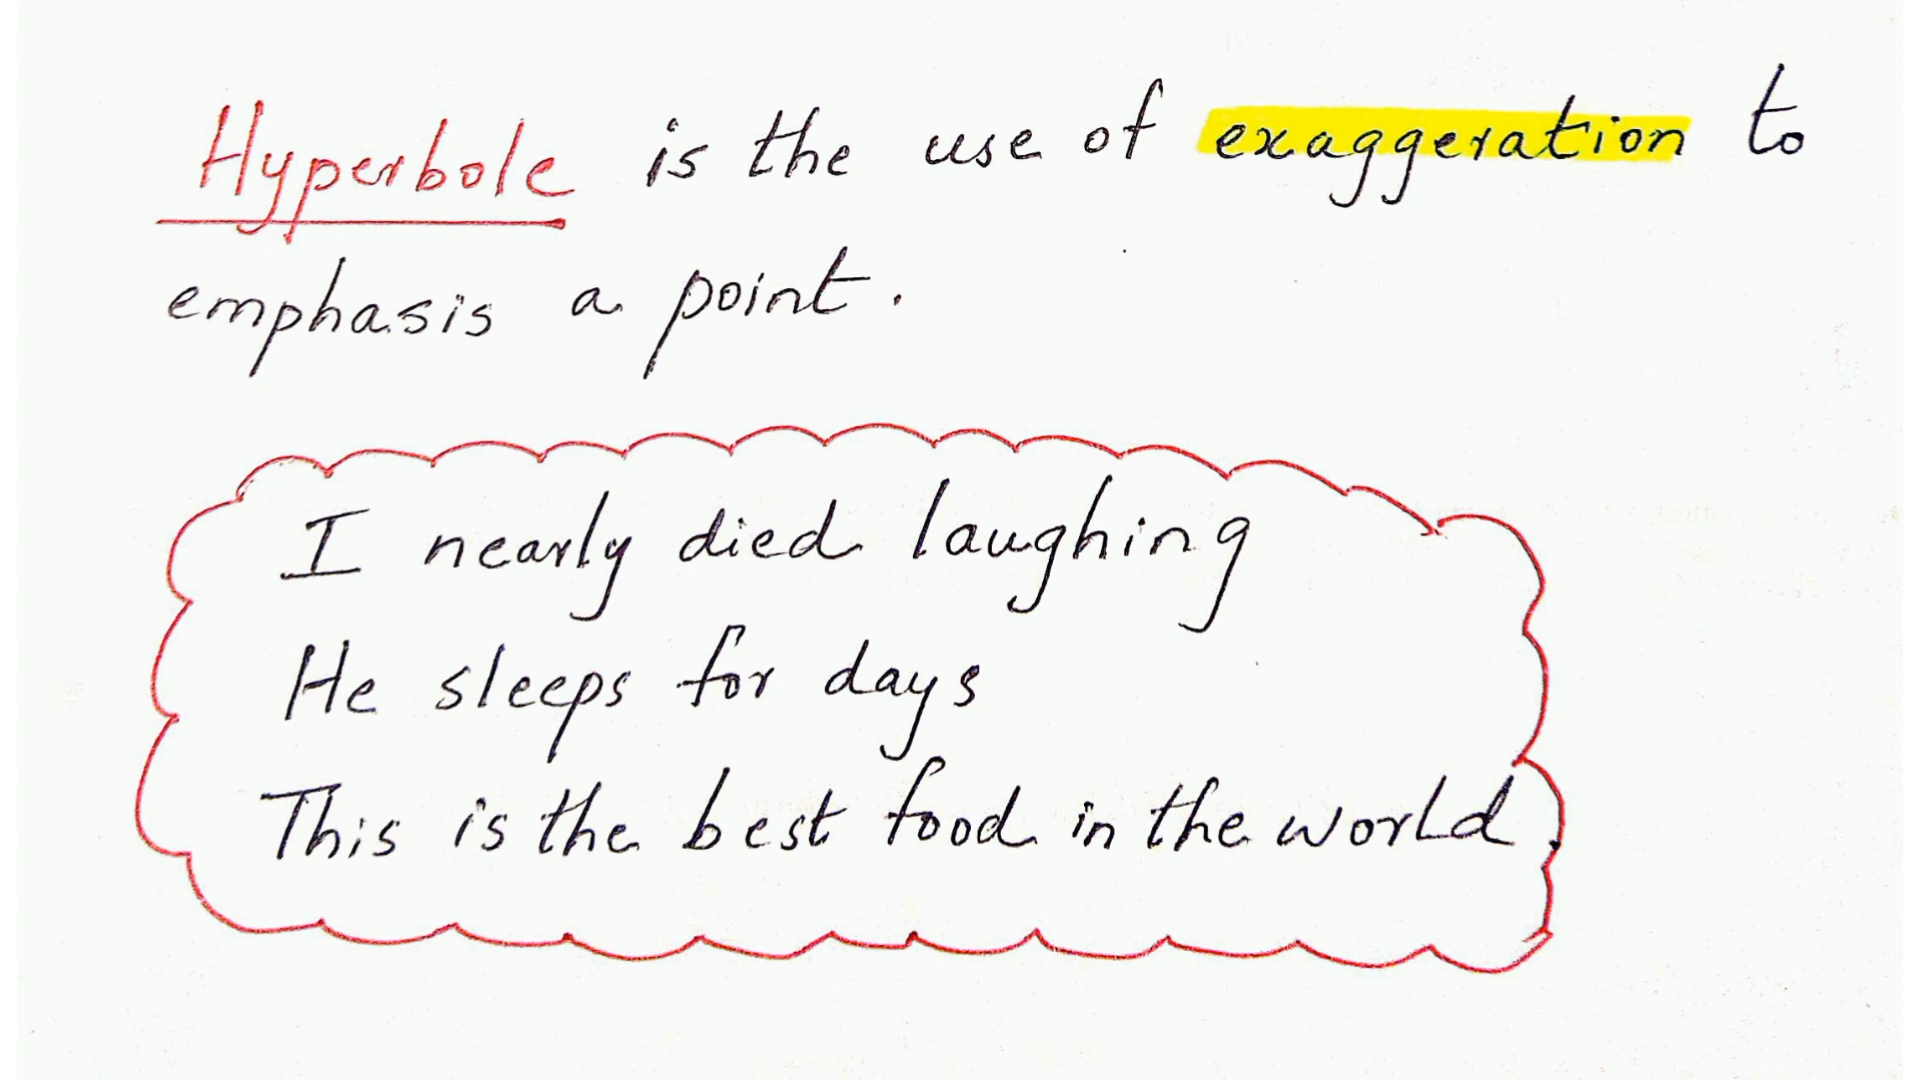 Hyperbole is the use of exaggeration to
emphasis a point.
I nearly died laughing
He sleeps for days
This is the best food in the world.